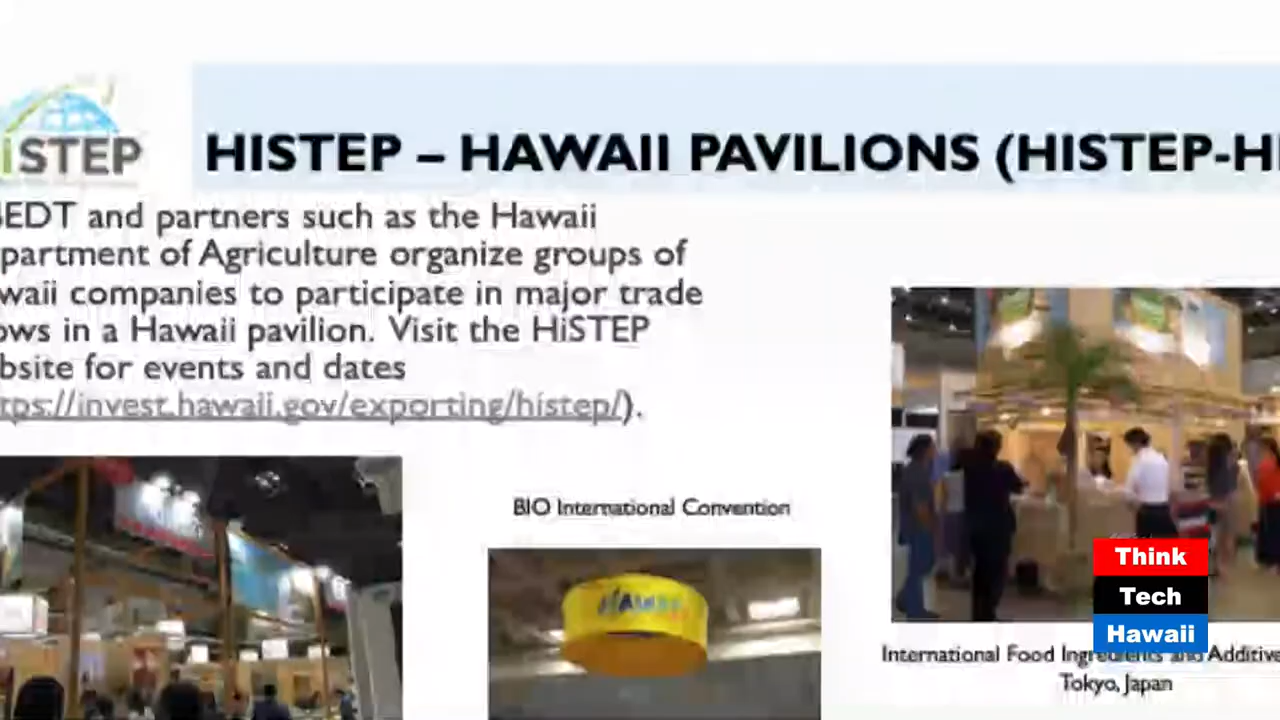 iSTEP
HISTEP – HAWAII PAVILIONS (HISTEP-H
EDT and partners such as the Hawaii
partment of Agriculture organize groups of
waii companies to participate in major trade
ows in a Hawaii pavilion. Visit the HiSTEP
bsite for events and dates
tps://invest.hawaii.gov/exporting/histep/).
BIO International Convention
HAWAII
Think
Tech
Hawaii
International Food Ingredients and Additive
Tokyo, Japan